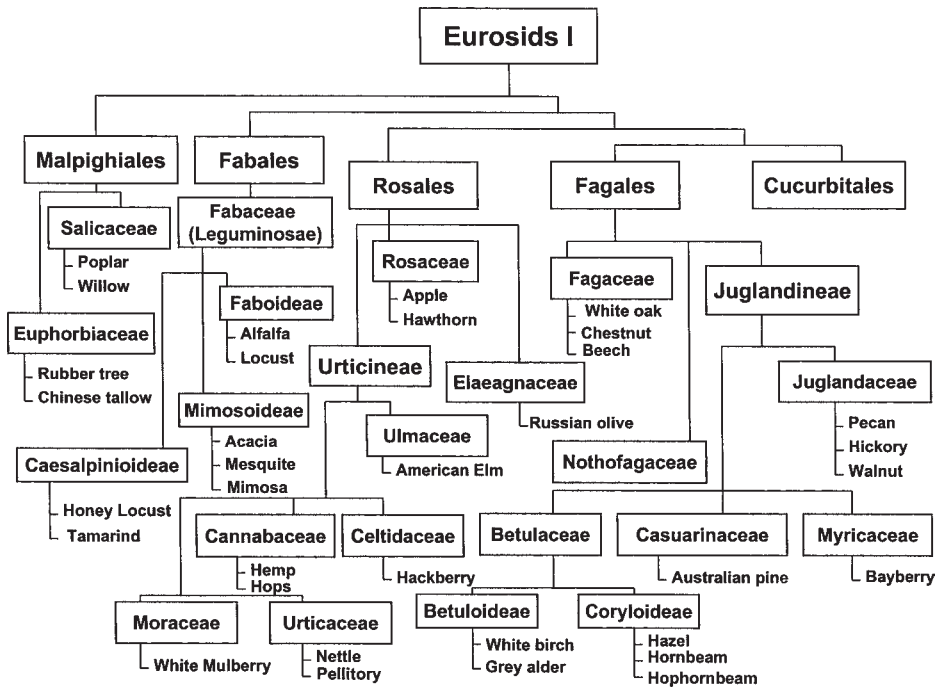 Eurosids I
Malpighiales
Fabales
Rosales
Fagales
Cucurbitales
Salicaceae
Poplar
Willow
Fabaceae
(Leguminosae)
Rosaceae
Apple
Hawthorn
Fagaceae
White oak
Chestnut
Beech
Juglandineae
Euphorbiaceae
Rubber tree
Chinese tallow
Faboideae
Alfalfa
Locust
Urticineae
Elaeagnaceae
Russian olive
Juglandaceae
Pecan
Hickory
Walnut
Mimosoideae
Acacia
Mesquite
Mimosa
Ulmaceae
American Elm
Nothofagaceae
Caesalpinioideae
Honey Locust
Tamarind
Cannabaceae
Hemp
Hops
Celtidaceae
Hackberry
Betulaceae
Casuarinaceae
Australian pine
Myricaceae
Bayberry
Moraceae
White Mulberry
Urticaceae
Nettle
Pellitory
Betuloideae
White birch
Grey alder
Coryloideae
Hazel
Hornbeam
Hophornbeam